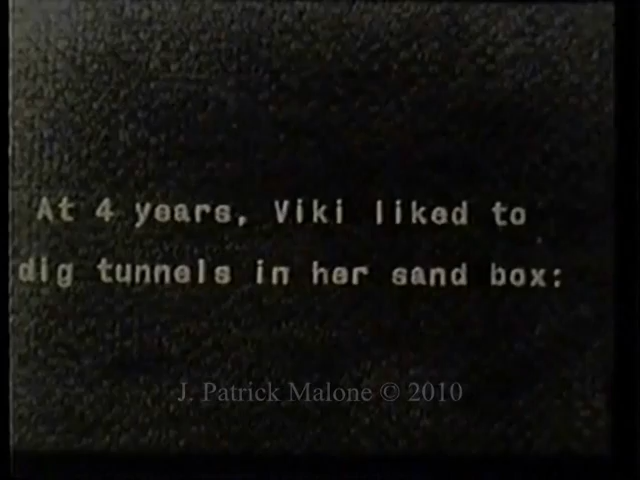 At 4 years, Viki liked to
dig tunnels in her sand box:
J. Patrick Malone © 2010